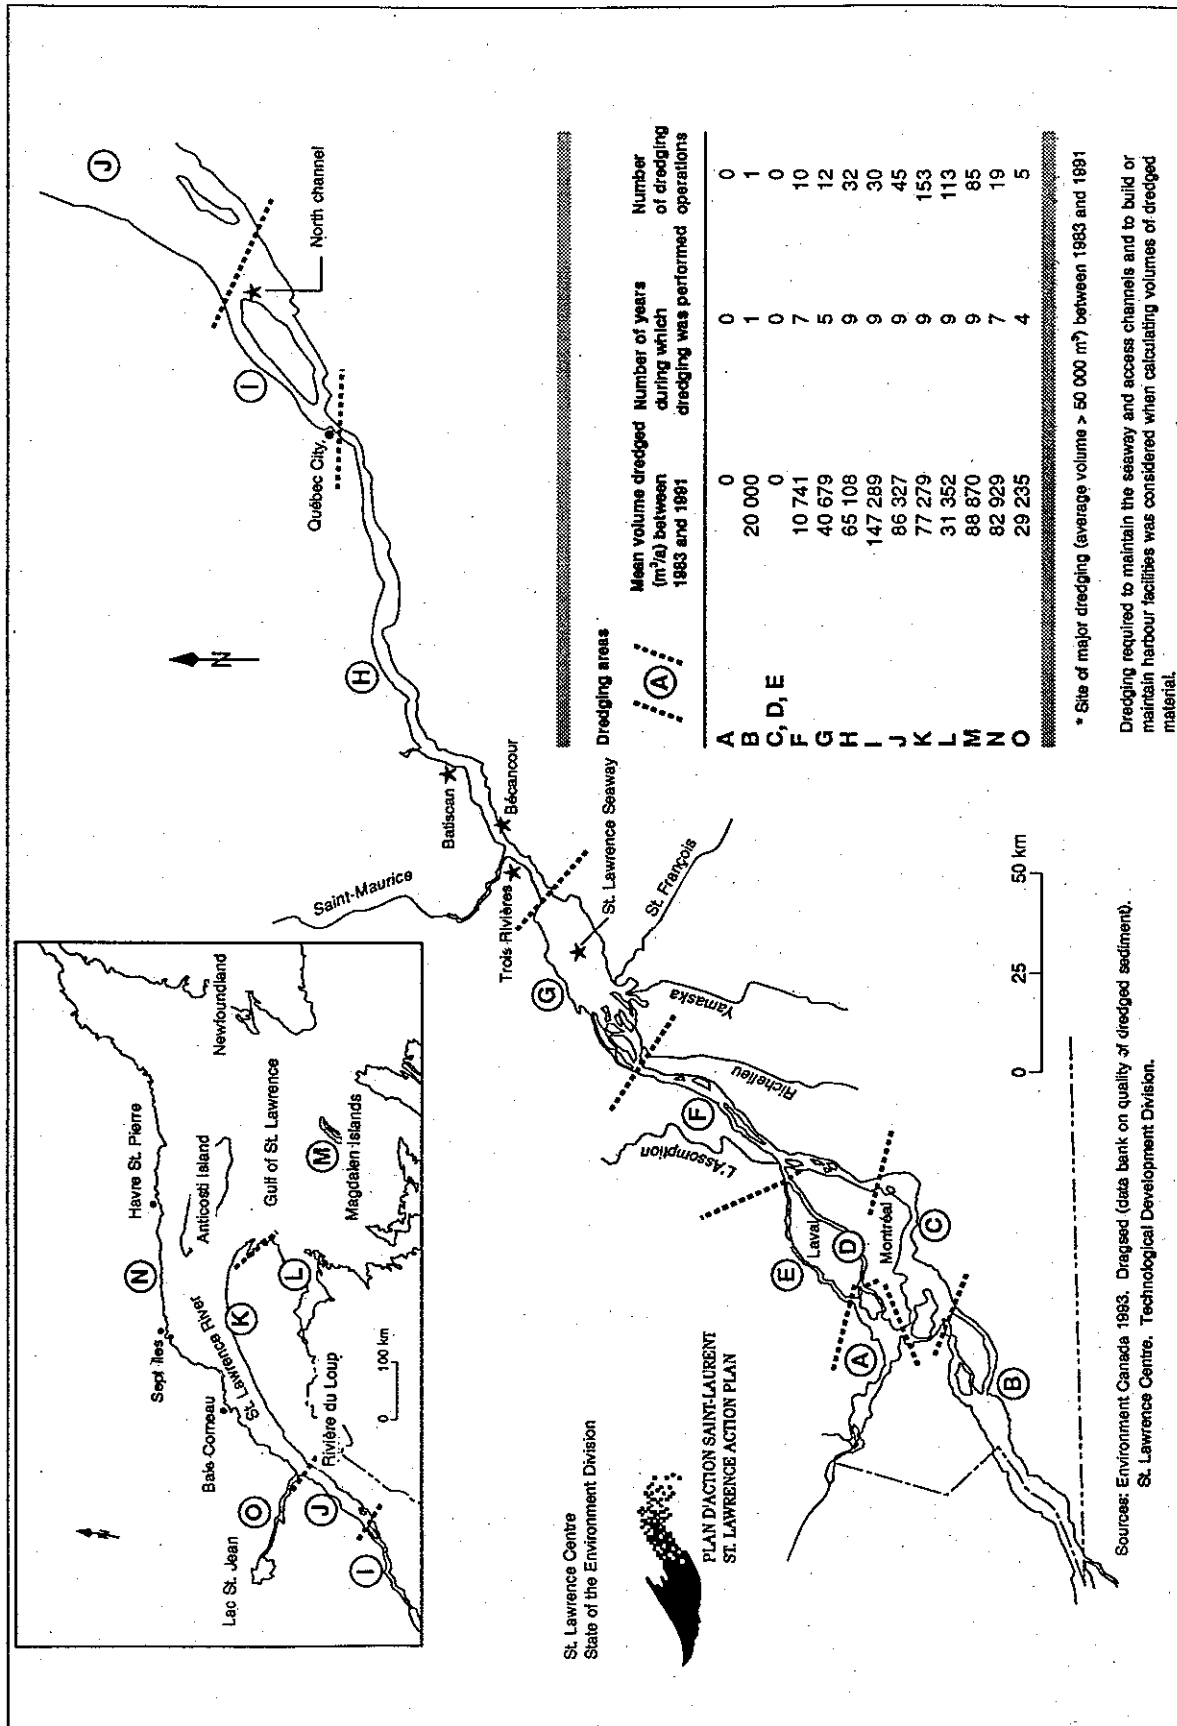 Lac St. Jean
Baie-Comeau
Sept-Iles
Havre St. Pierre
Newfoundland
Anticosti Island
Gulf of St. Lawrence
St. Lawrence River
Magdalen Islands
Rivière du Loup
0 100 km
N
O
J
I
K
L
M
N
N
J
I
North channel
Québec City
H
Batiscan
Bécancour
Saint-Maurice
Trois-Rivières
St. Lawrence Seaway
St. François
G
Yamaska
Richelieu
F
L'Assomption
E
Laval
D
Montréal
C
A
B
0 25 50 km
St. Lawrence Centre
State of the Environment Division
PLAN D'ACTION SAINT-LAURENT
ST. LAWRENCE ACTION PLAN
Dredging areas
A
Mean volume dredged Number of years Number
(m³/a) between during which of dredging
1983 and 1991 dredging was performed operations
A 0 0 0
B 20 000 1 1
C, D, E 0 0 0
F 10 741 7 10
G 40 679 5 12
H 65 108 9 32
I 147 289 9 30
J 86 327 9 45
K 77 279 9 153
L 31 352 9 113
M 88 870 9 85
N 82 929 7 19
O 29 235 4 5
* Site of major dredging (average volume > 50 000 m³) between 1983 and 1991
Dredging required to maintain the seaway and access channels and to build or
maintain harbour facilities was considered when calculating volumes of dredged
material.
Sources: Environment Canada 1993. Dragsed (data bank on quality of dredged sediment).
St. Lawrence Centre. Technological Development Division.